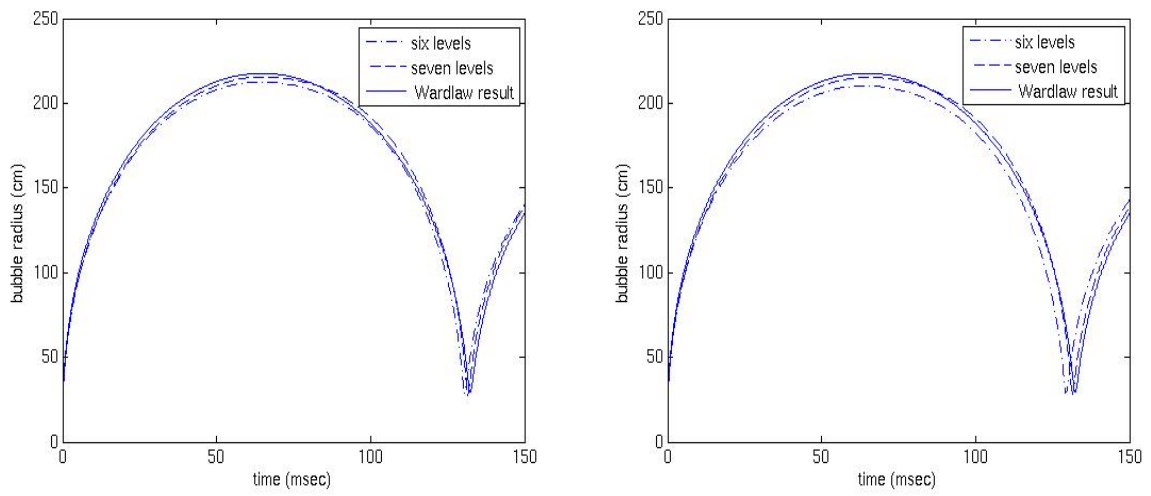 250
200
150
100
50
0
0
50
100
150
bubble radius (cm)
time (msec)
six levels
seven levels
Wardlaw result
250
200
150
100
50
0
0
50
100
150
bubble radius (cm)
time (msec)
six levels
seven levels
Wardlaw result